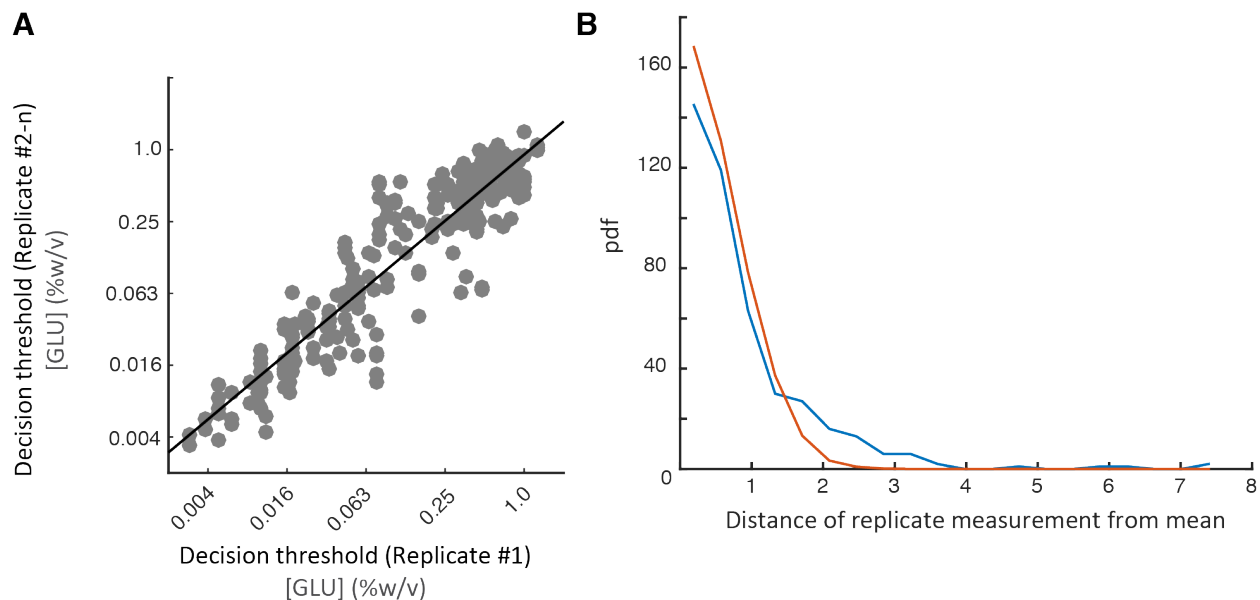 A
Decision threshold (Replicate #2-n)
[GLU] (%w/v)
1.0
0.25
0.063
0.016
0.004
0.004
0.016
0.063
0.25
1.0
Decision threshold (Replicate #1)
[GLU] (%w/v)
B
pdf
160
120
80
40
0
1
2
3
4
5
6
7
8
Distance of replicate measurement from mean